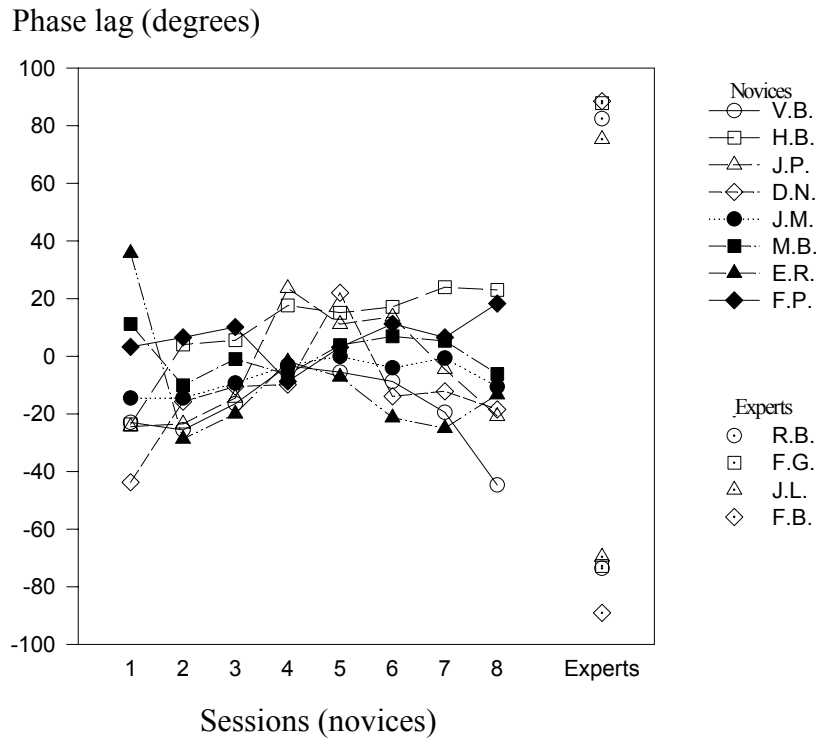 Phase lag (degrees)
100
80
60
40
20
0
-20
-40
-60
-80
-100
1 2 3 4 5 6 7 8 Experts
Sessions (novices)
Novices
V.B.
H.B.
J.P.
D.N.
J.M.
M.B.
E.R.
F.P.
Experts
R.B.
F.G.
J.L.
F.B.